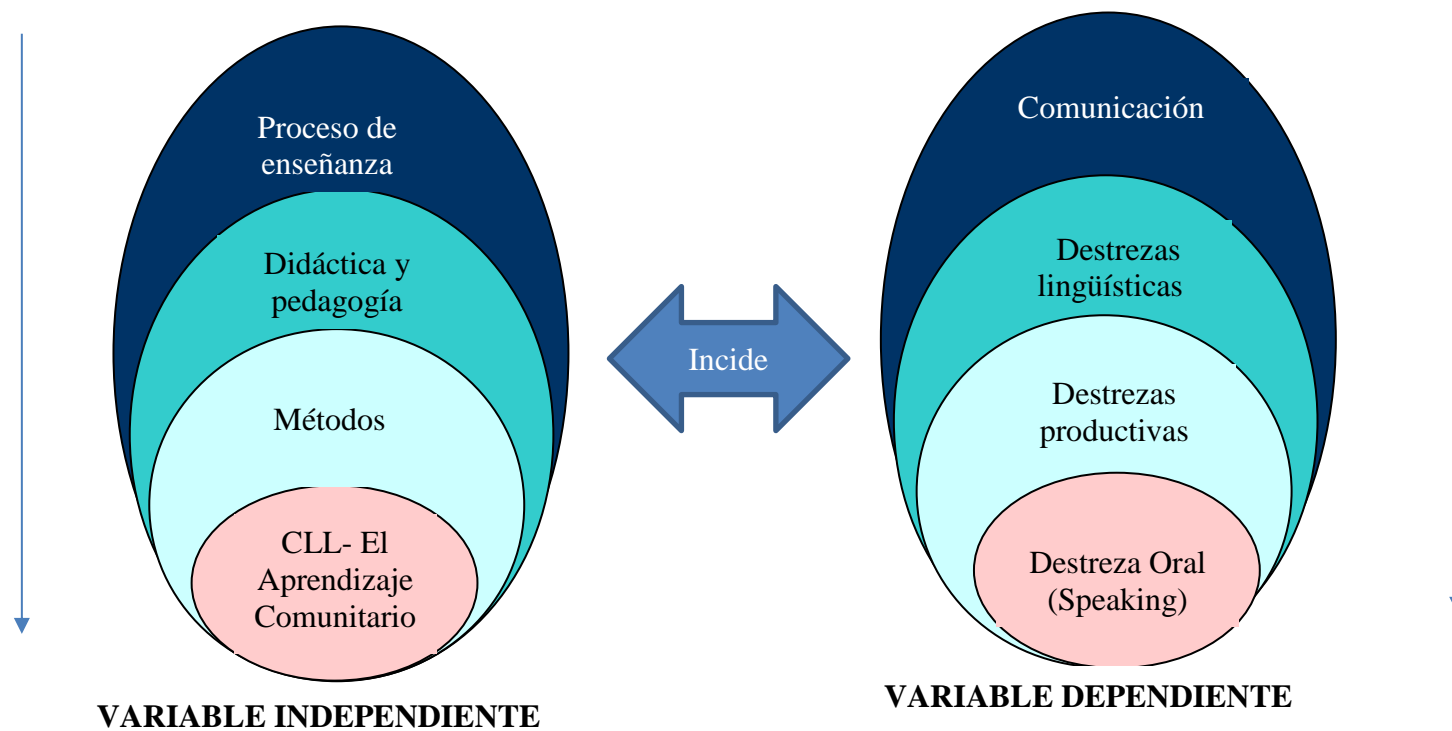 Proceso de
enseñanza
Didáctica y
pedagogía
Métodos
CLL- El
Aprendizaje
Comunitario
VARIABLE INDEPENDIENTE
Incide
Comunicación
Destrezas
lingüísticas
Destrezas
productivas
Destreza Oral
(Speaking)
VARIABLE DEPENDIENTE